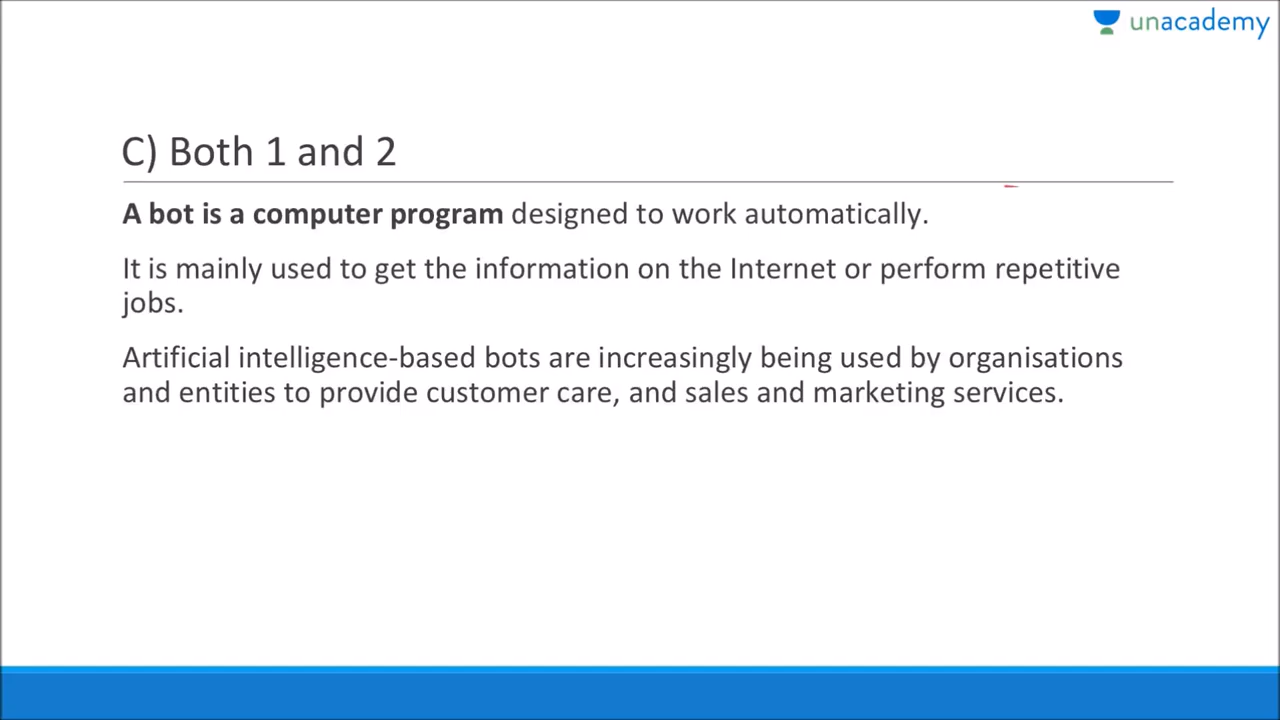 unacademy
C) Both 1 and 2
A bot is a computer program designed to work automatically.
It is mainly used to get the information on the Internet or perform repetitive
jobs.
Artificial intelligence-based bots are increasingly being used by organisations
and entities to provide customer care, and sales and marketing services.